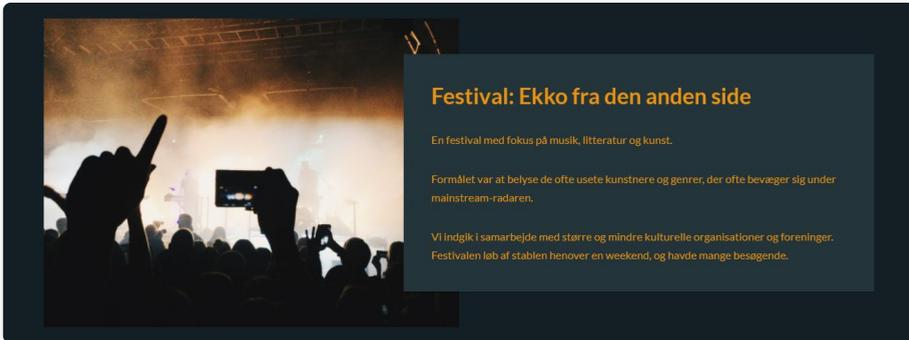 Festival: Ekko fra den anden side
En festival med fokus på musik, litteratur og kunst.
Formålet var at belyse de ofte usete kunstnere og genrer, der ofte bevæger sig under
mainstream-radaren.
Vi indgik i samarbejde med større og mindre kulturelle organisationer og foreninger.
Festivalen løb af stablen henover en weekend, og havde mange besøgende.